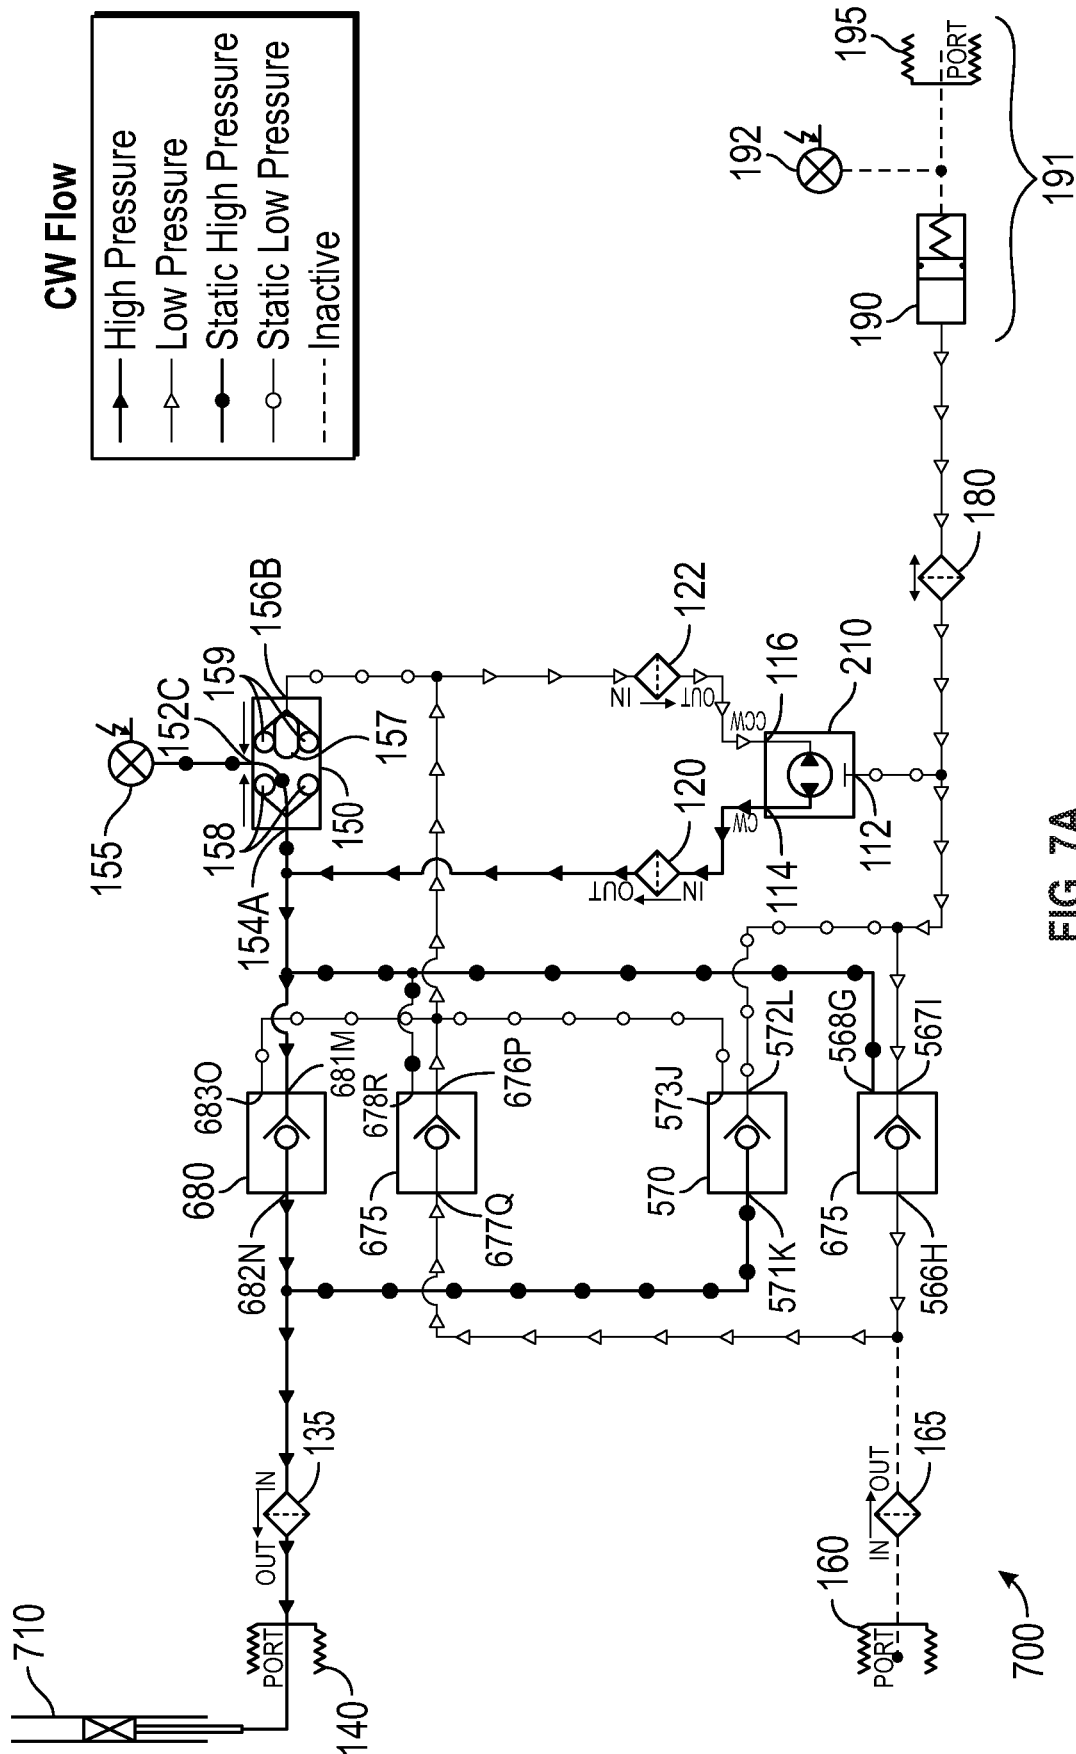 CW Flow
High Pressure
Low Pressure
Static High Pressure
Static Low Pressure
Inactive
710
PORT
140
OUT
IN
135
682N
680
683O
681M
154A
158
155
152C
159
156B
157
150
675
677Q
678R
676P
OUT
IN
120
IN
OUT
122
CW
CCW
114
116
210
112
571K
570
573J
572L
566H
675
568G
567I
160
PORT
IN
OUT
165
180
190
192
195
PORT
191
700
FIG. 7A